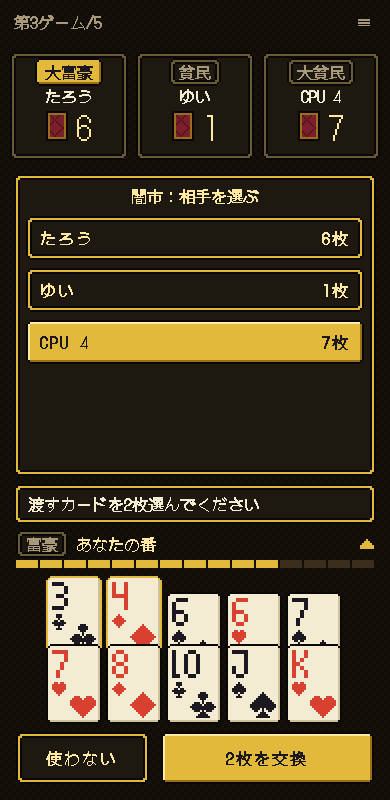 第3ゲーム/5
大富豪
たろう
6
貧民
ゆい
1
大貧民
CPU 4
7
闇市：相手を選ぶ
たろう 6枚
ゆい 1枚
CPU 4 7枚
渡すカードを2枚選んでください
富豪 あなたの番
3 4 6 6 7
7 8 10 J K
使わない 2枚を交換